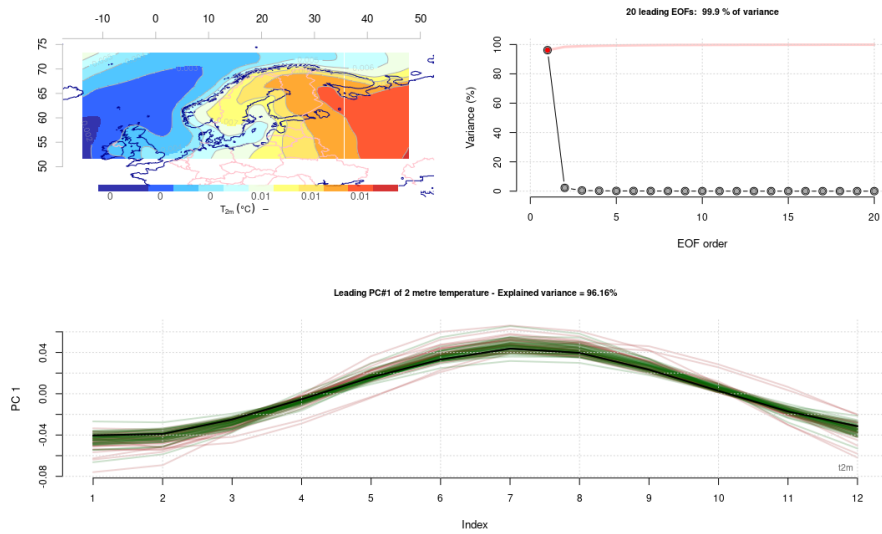 -10 0 10 20 30 40 50
75
70
65
60
55
50
0 0 0.01 0.01 0.01
T2m (°C) –
20 leading EOFs: 99.9 % of variance
Variance (%)
100
80
60
40
20
0
0 5 10 15 20
EOF order
Leading PC#1 of 2 metre temperature - Explained variance = 96.16%
PC 1
0.04
0.00
-0.04
-0.08
t2m
1 2 3 4 5 6 7 8 9 10 11 12
Index